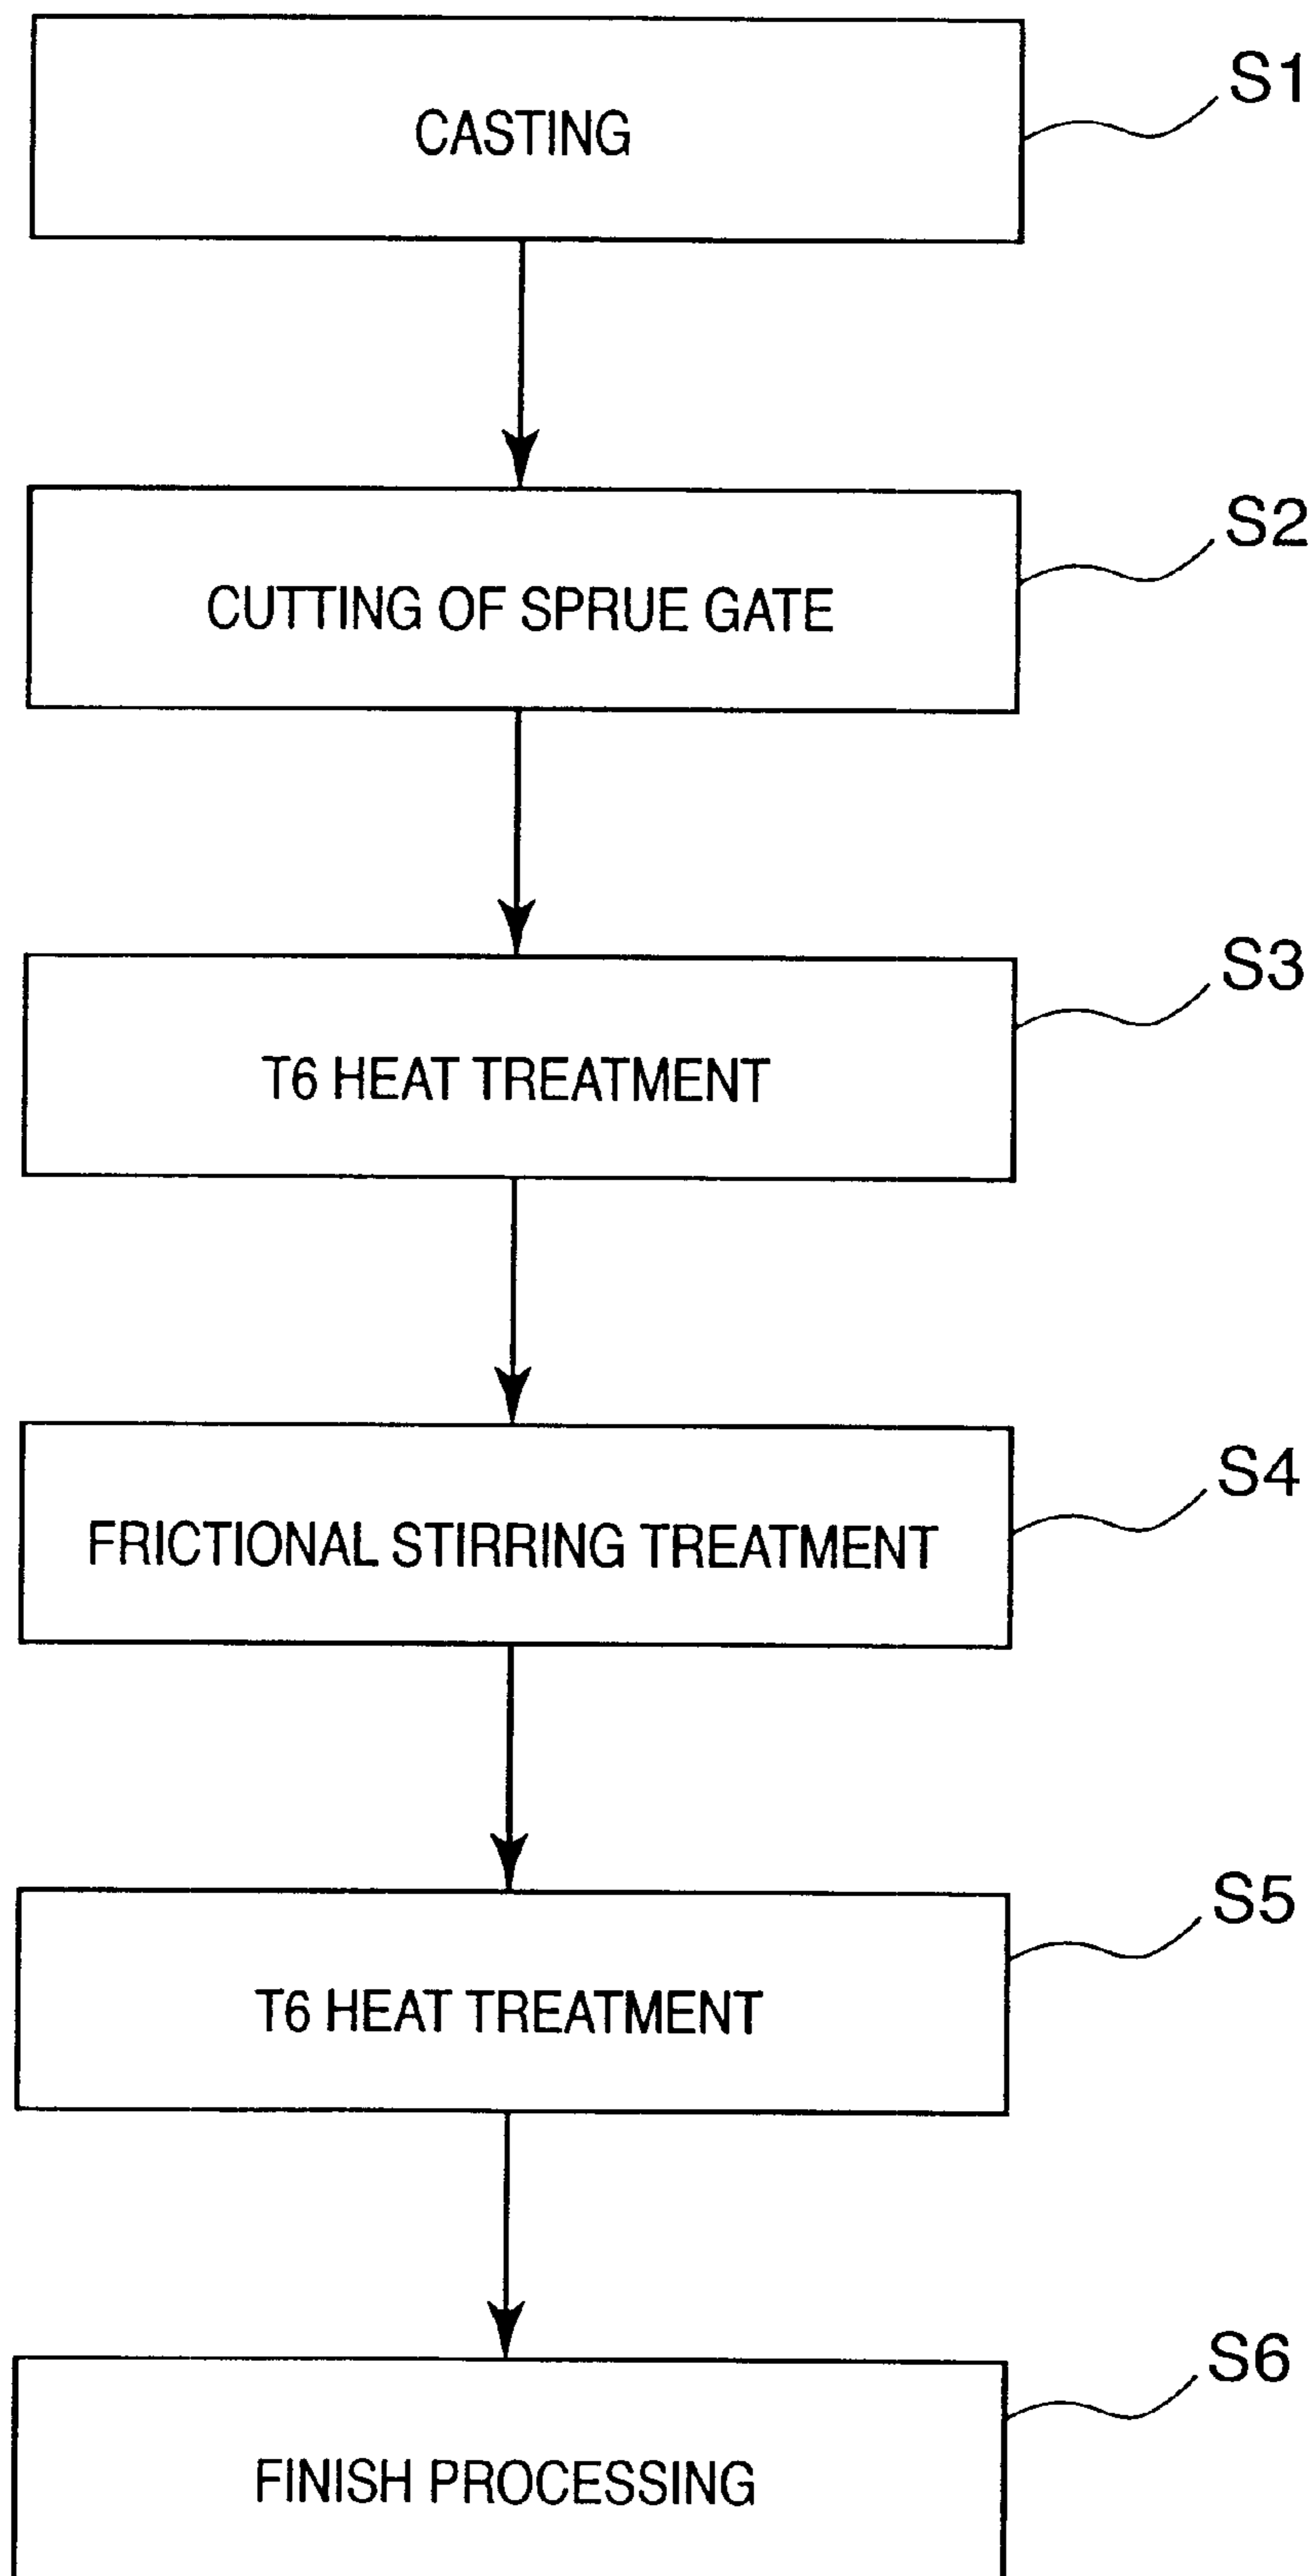 CASTING
S1
CUTTING OF SPRUE GATE
S2
T6 HEAT TREATMENT
S3
FRICTIONAL STIRRING TREATMENT
S4
T6 HEAT TREATMENT
S5
FINISH PROCESSING
S6